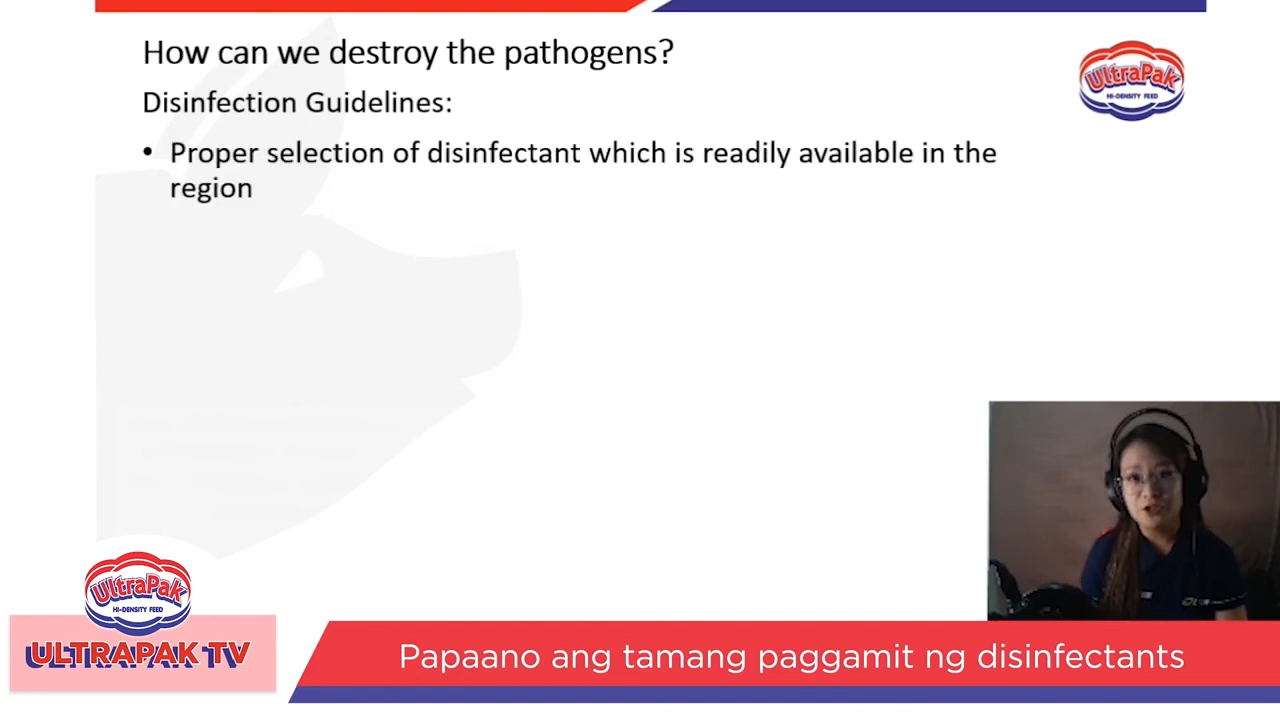 How can we destroy the pathogens?
Disinfection Guidelines:
• Proper selection of disinfectant which is readily available in the
region
UltraPak
HI-DENSITY FEED
UltraPak
HI-DENSITY FEED
ULTRAPAK TV
Papaano ang tamang paggamit ng disinfectants